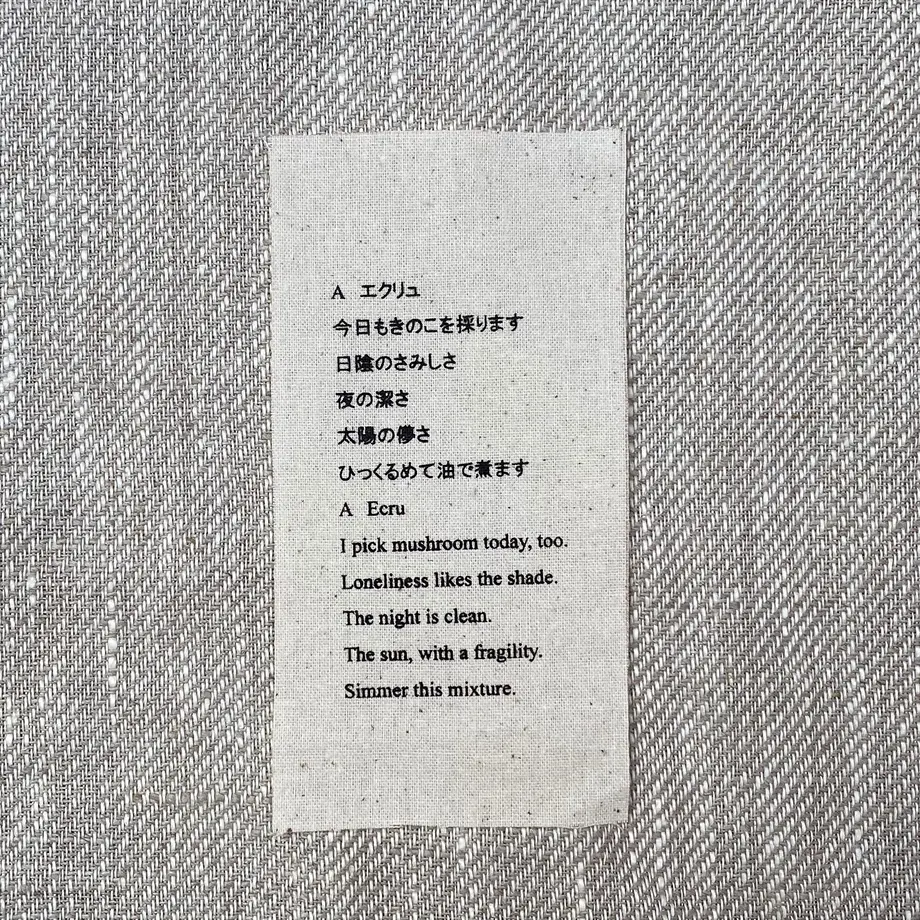 A エクリュ
今日もきのこを採ります
日陰のさみしさ
夜の潔さ
太陽の儚さ
ひっくるめて油で煮ます
A Ecru
I pick mushroom today, too.
Loneliness likes the shade.
The night is clean.
The sun, with a fragility.
Simmer this mixture.